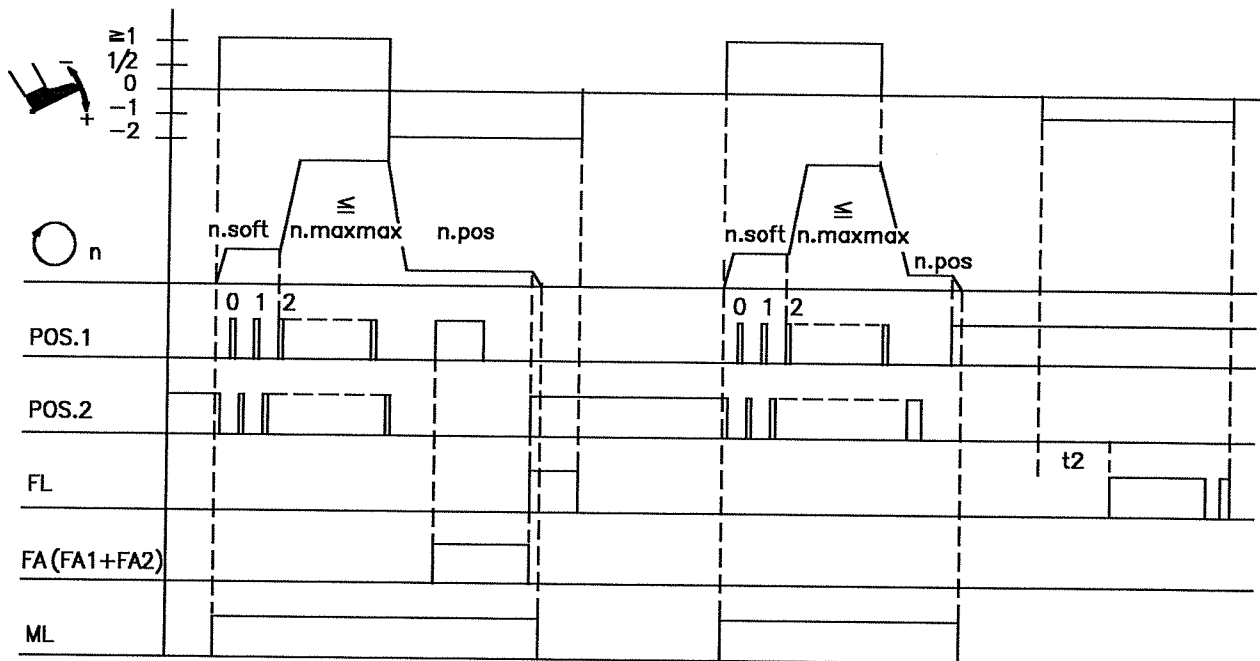 ≧1
1/2
0
-1
-2
−
+
n
n.soft
≦
n.maxmax
n.pos
n.soft
≦
n.maxmax
n.pos
0 1 2
0 1 2
POS.1
POS.2
FL
t2
FA(FA1+FA2)
ML